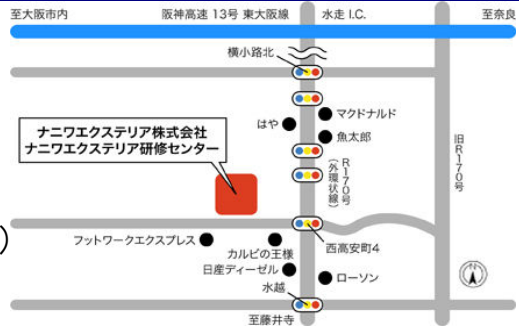 至大阪市内
阪神高速 13号 東大阪線
水走 I.C.
至奈良
横小路北
マクドナルド
はや
魚太郎
ナニワエクステリア株式会社
ナニワエクステリア研修センター
R170号
(外環状線)
旧R170号
)
フットワークエクスプレス
カルビの王様
西高安町4
日産ディーゼル
ローソン
水越
至藤井寺